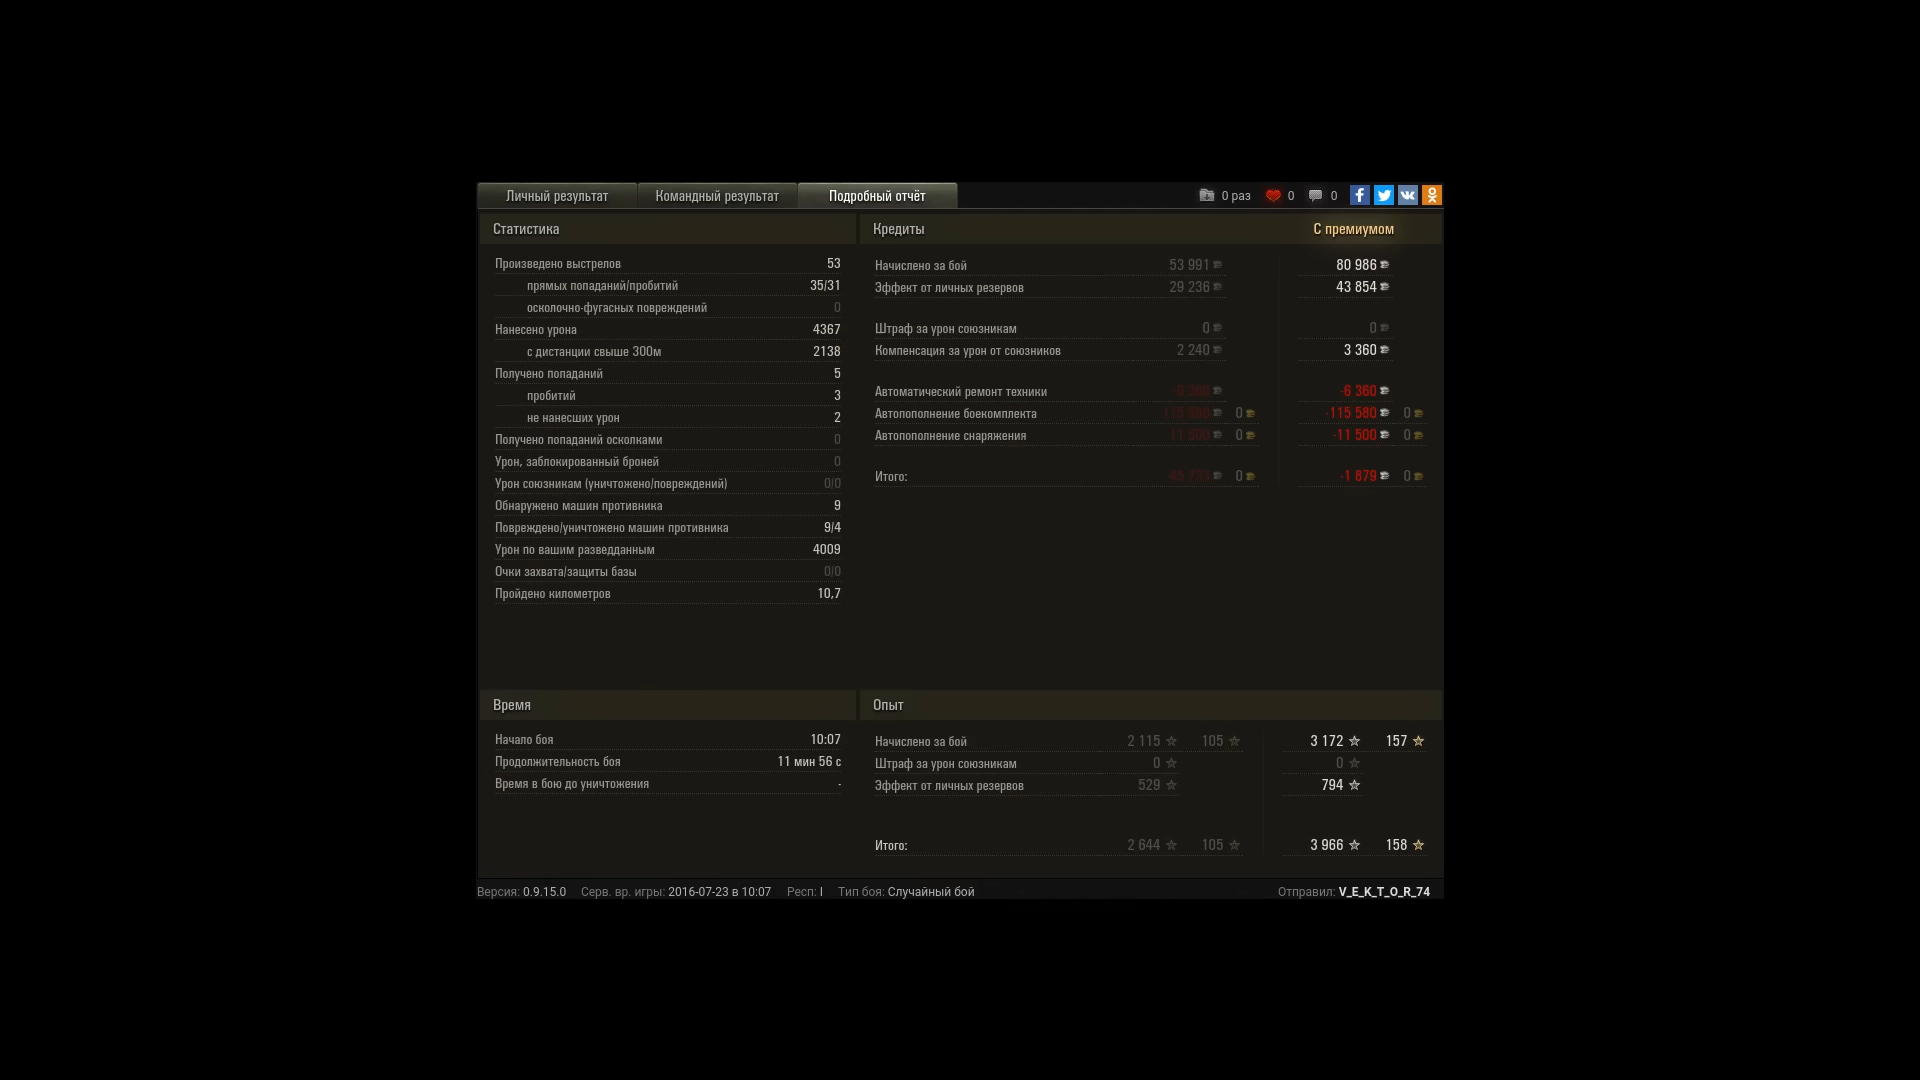 Личный результат Командный результат Подробный отчёт 0 раз 0 0
Статистика
Произведено выстрелов 53
прямых попаданий/пробитий 35/31
осколочно-фугасных повреждений 0
Нанесено урона 4367
с дистанции свыше 300м 2138
Получено попаданий 5
пробитий 3
не нанесших урон 2
Получено попаданий осколками 0
Урон, заблокированный броней 0
Урон союзникам (уничтожено/повреждений) 0/0
Обнаружено машин противника 9
Повреждено/уничтожено машин противника 9/4
Урон по вашим разведданным 4009
Очки захвата/защиты базы 0/0
Пройдено километров 10,7
Кредиты С премиумом
Начислено за бой 53 991 80 986
Эффект от личных резервов 29 236 43 854
Штраф за урон союзникам 0 0
Компенсация за урон от союзников 2 240 3 360
Автоматический ремонт техники -6 360
Автопополнение боекомплекта 0 -115 580 0
Автопополнение снаряжения 0 -11 500 0
Итого: 0 -1 879 0
Время
Начало боя 10:07
Продолжительность боя 11 мин 56 с
Время в бою до уничтожения -
Опыт
Начислено за бой 2 115 105 3 172 157
Штраф за урон союзникам 0 0
Эффект от личных резервов 529 794
Итого: 2 644 105 3 966 158
Версия: 0.9.15.0 Серв. вр. игры: 2016-07-23 в 10:07 Респ: I Тип боя: Случайный бой Отправил: V_E_K_T_O_R_74